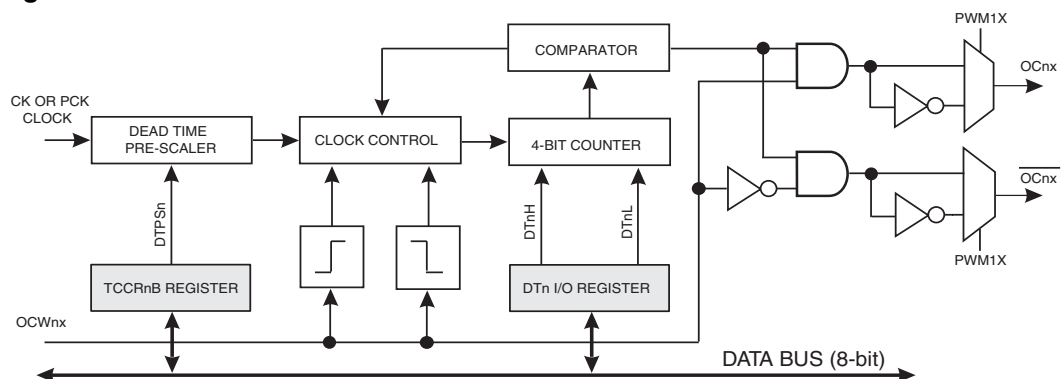 PWM1X
COMPARATOR
OCnx
CK OR PCK
CLOCK
DEAD TIME
PRE-SCALER
CLOCK CONTROL
4-BIT COUNTER
OCnx
DTPSn
DTnH
DTnL
PWM1X
TCCRnB REGISTER
DTn I/O REGISTER
OCWnx
DATA BUS (8-bit)